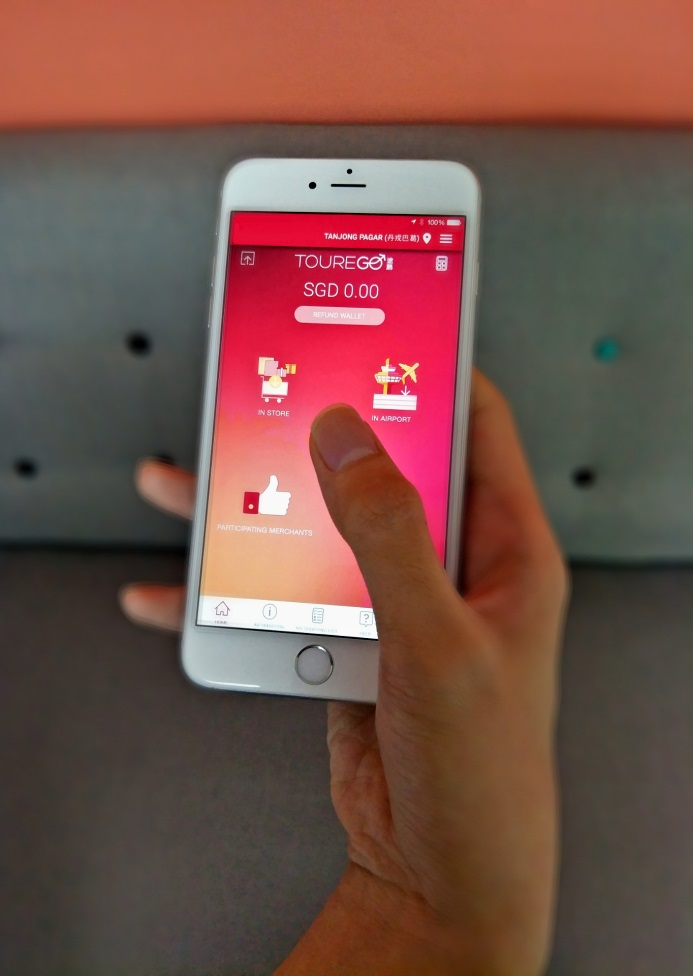 100%
TANJONG PAGAR (丹戎巴葛)
TOUREGO
SGD 0.00
REFUND WALLET
IN STORE
IN AIRPORT
PARTICIPATING MERCHANTS
HOME